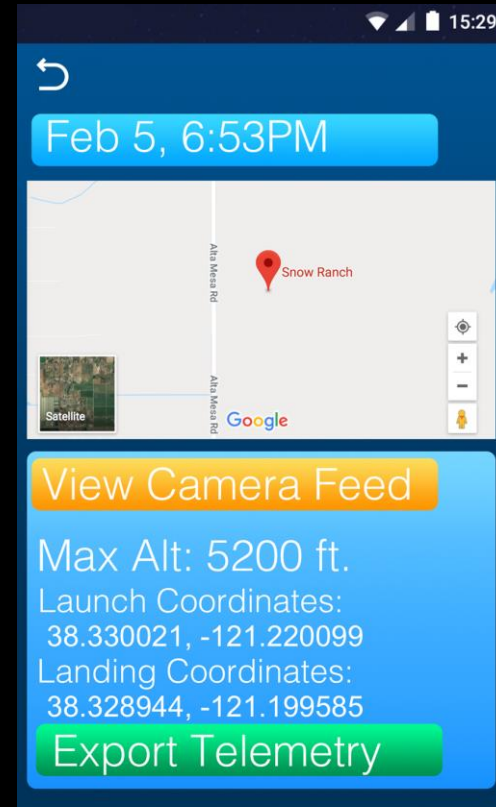 15:29
Feb 5, 6:53PM
Alta Mesa Rd
Snow Ranch
Alta Mesa Rd
Satellite
Google
+
−
View Camera Feed
Max Alt: 5200 ft.
Launch Coordinates:
38.330021, -121.220099
Landing Coordinates:
38.328944, -121.199585
Export Telemetry